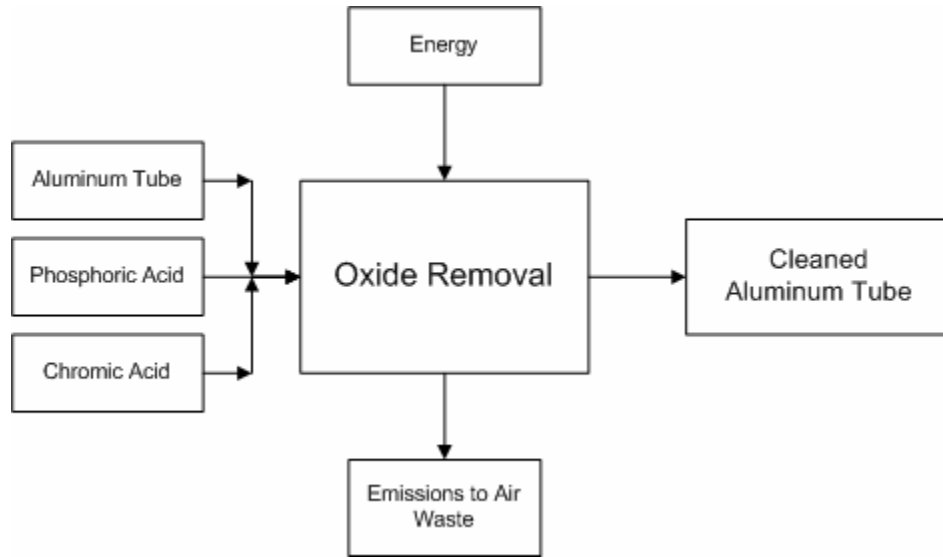 Energy
Aluminum Tube
Phosphoric Acid
Chromic Acid
Oxide Removal
Cleaned
Aluminum Tube
Emissions to Air
Waste